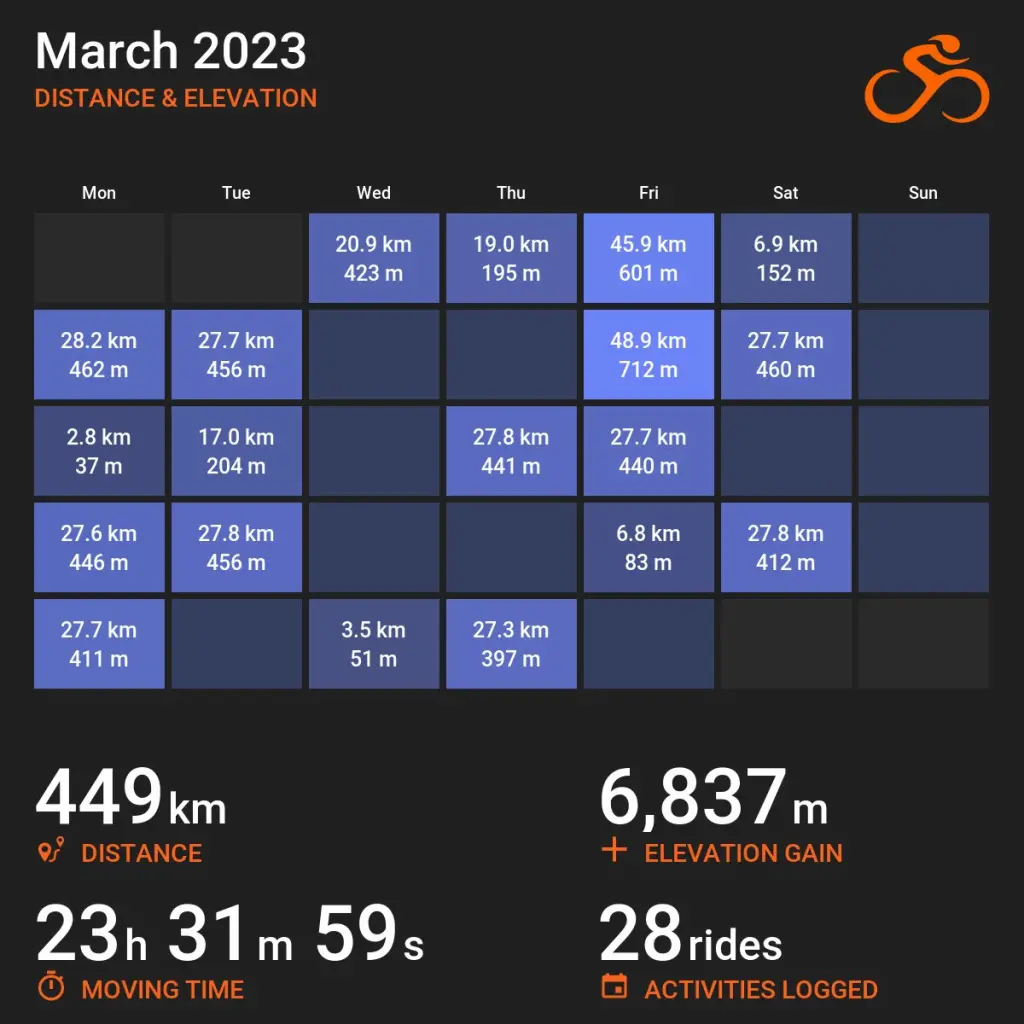 March 2023
DISTANCE & ELEVATION
Mon Tue Wed Thu Fri Sat Sun
20.9 km 19.0 km 45.9 km 6.9 km
423 m 195 m 601 m 152 m
28.2 km 27.7 km 48.9 km 27.7 km
462 m 456 m 712 m 460 m
2.8 km 17.0 km 27.8 km 27.7 km
37 m 204 m 441 m 440 m
27.6 km 27.8 km 6.8 km 27.8 km
446 m 456 m 83 m 412 m
27.7 km 3.5 km 27.3 km
411 m 51 m 397 m
449 km 6,837 m
DISTANCE + ELEVATION GAIN
23h 31m 59s 28 rides
MOVING TIME ACTIVITIES LOGGED